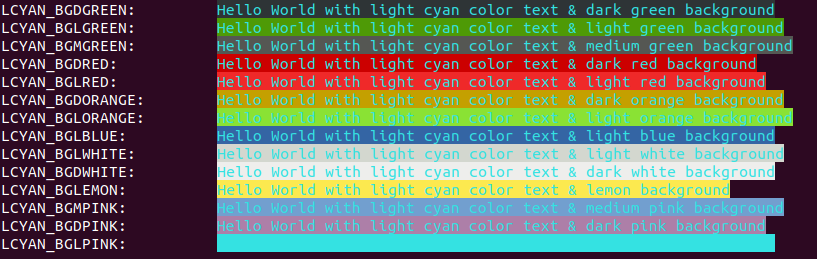 LCYAN_BGDGREEN: Hello World with light cyan color text & dark green background
LCYAN_BGLGREEN: Hello World with light cyan color text & light green background
LCYAN_BGMGREEN: Hello World with light cyan color text & medium green background
LCYAN_BGDRED: Hello World with light cyan color text & dark red background
LCYAN_BGLRED: Hello World with light cyan color text & light red background
LCYAN_BGDORANGE: Hello World with light cyan color text & dark orange background
LCYAN_BGLORANGE: Hello World with light cyan color text & light orange background
LCYAN_BGLBLUE: Hello World with light cyan color text & light blue background
LCYAN_BGLWHITE: Hello World with light cyan color text & light white background
LCYAN_BGDWHITE: Hello World with light cyan color text & dark white background
LCYAN_BGLEMON: Hello World with light cyan color text & lemon background
LCYAN_BGMPINK: Hello World with light cyan color text & medium pink background
LCYAN_BGDPINK: Hello World with light cyan color text & dark pink background
LCYAN_BGLPINK: